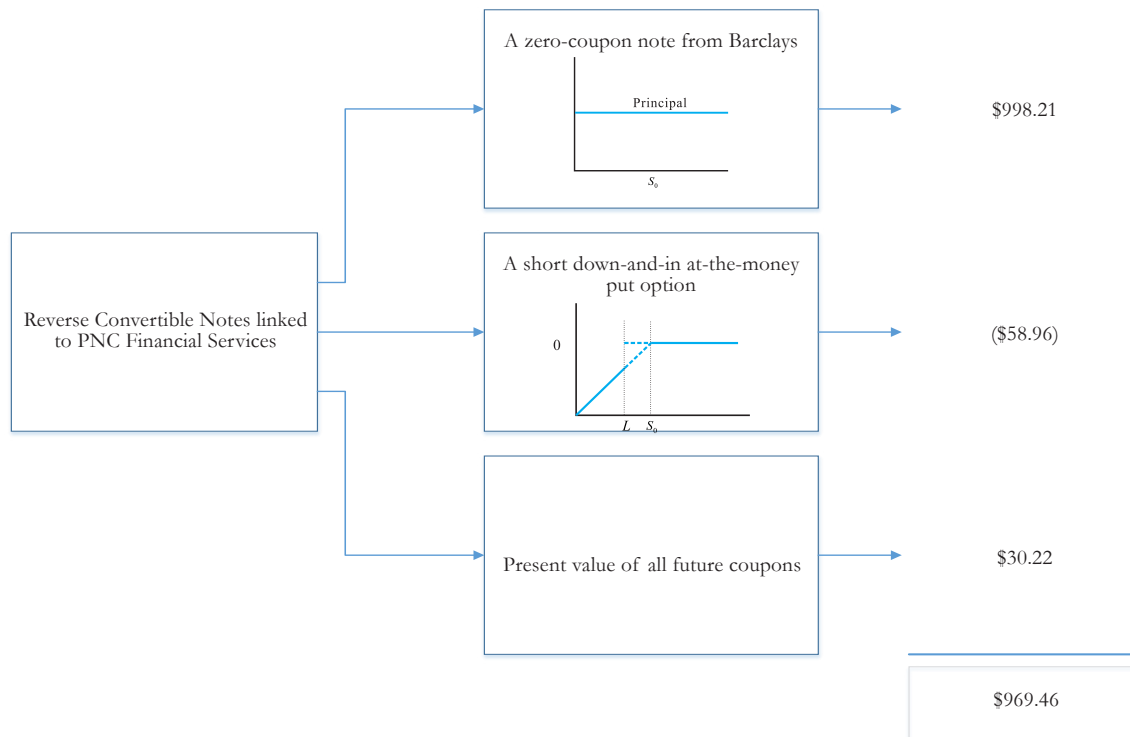 A zero-coupon note from Barclays
Principal
S₀
$998.21
Reverse Convertible Notes linked
to PNC Financial Services
A short down-and-in at-the-money
put option
0
L S₀
($58.96)
Present value of all future coupons
$30.22
$969.46